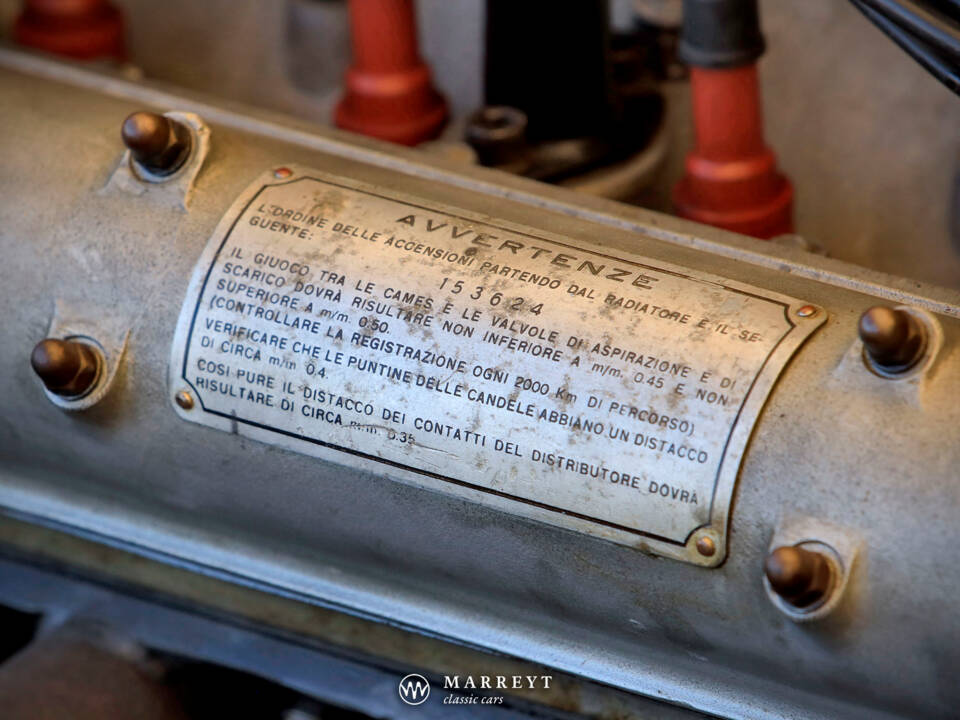 AVVERTENZE
L'ORDINE DELLE ACCENSIONI PARTENDO DAL RADIATORE E IL SE-
GUENTE:
153624
IL GIUOCO TRA LE CAMES E LE VALVOLE DI ASPIRAZIONE E DI
SCARICO DOVRÀ RISULTARE NON INFERIORE A m/m. 0.45 E NON
SUPERIORE A m/m. 0.50.
(CONTROLLARE LA REGISTRAZIONE OGNI 2000 Km DI PERCORSO)
VERIFICARE CHE LE PUNTINE DELLE CANDELE ABBIANO UN DISTACCO
DI CIRCA m/m 0.4.
COSI PURE IL DISTACCO DEI CONTATTI DEL DISTRIBUTORE DOVRÀ
RISULTARE DI CIRCA m/m. 0.35
MARREYT
classic cars